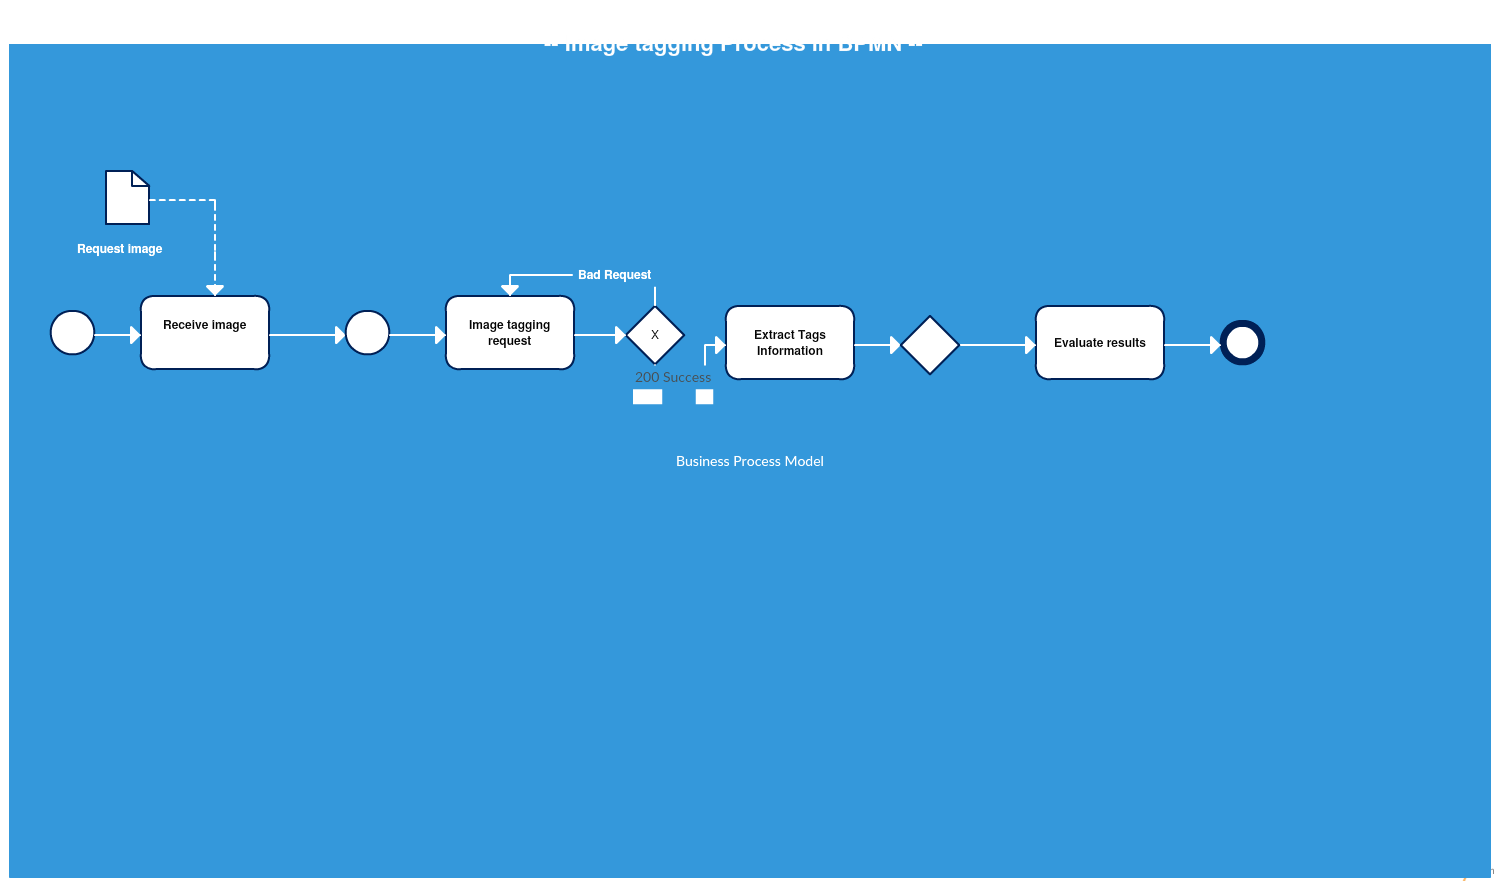 -- Image tagging Process in BPMN --
Request image
Bad Request
Receive image
Image tagging
request
X
Extract Tags
Information
Evaluate results
200 Success
Business Process Model